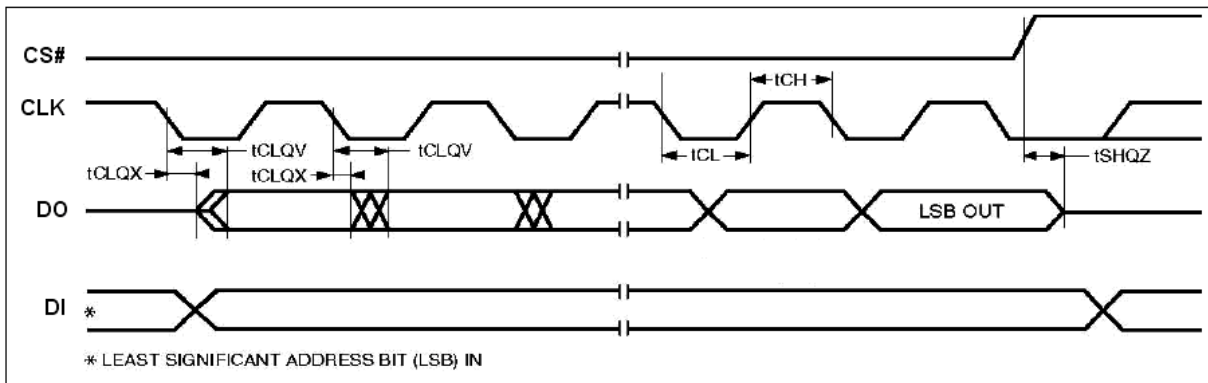 CS#
CLK
tCH
tCLQV
tCLQV
tCL
tSHQZ
tCLQX
tCLQX
DO
LSB OUT
DI
*
* LEAST SIGNIFICANT ADDRESS BIT (LSB) IN